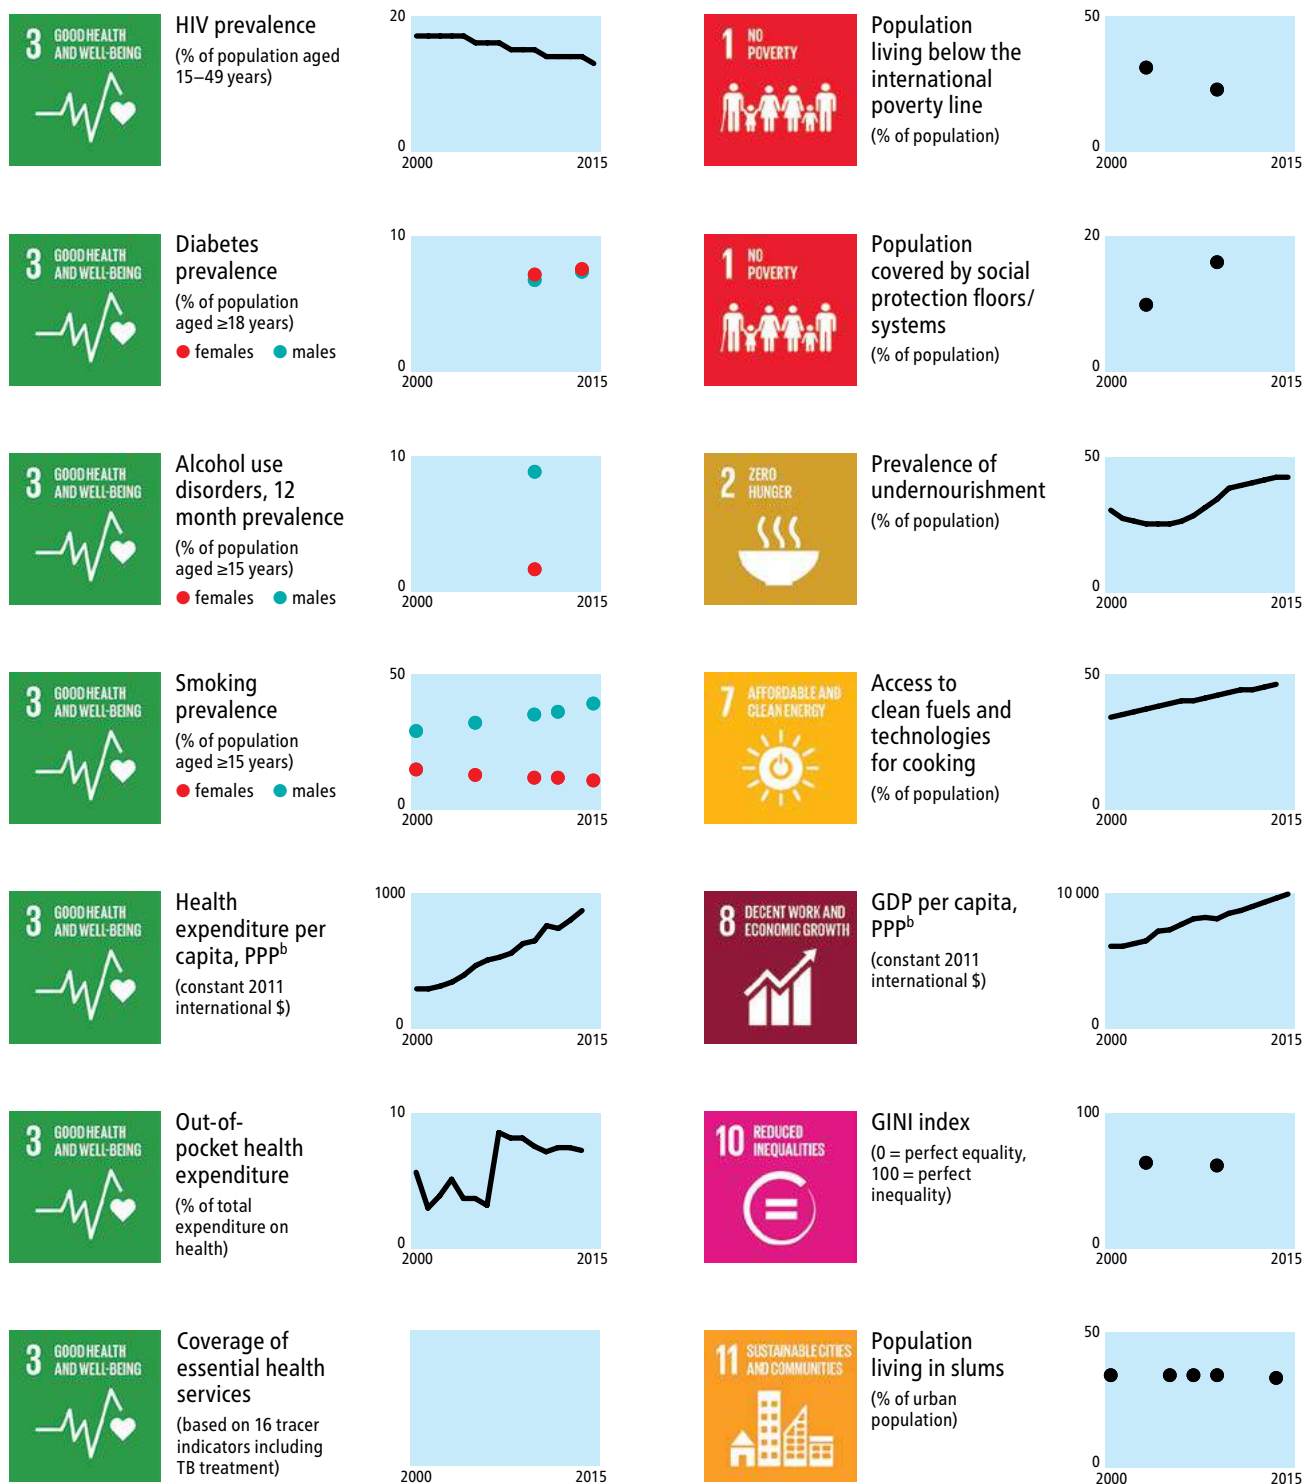 3 GOOD HEALTH
AND WELL-BEING
HIV prevalence
(% of population aged
15–49 years)
20
0
2000 2015
3 GOOD HEALTH
AND WELL-BEING
Diabetes
prevalence
(% of population
aged ≥18 years)
females males
10
0
2000 2015
3 GOOD HEALTH
AND WELL-BEING
Alcohol use
disorders, 12
month prevalence
(% of population
aged ≥15 years)
females males
10
0
2000 2015
3 GOOD HEALTH
AND WELL-BEING
Smoking
prevalence
(% of population
aged ≥15 years)
females males
50
0
2000 2015
3 GOOD HEALTH
AND WELL-BEING
Health
expenditure per
capita, PPPb
(constant 2011
international $)
1000
0
2000 2015
3 GOOD HEALTH
AND WELL-BEING
Out-of-
pocket health
expenditure
(% of total
expenditure on
health)
10
0
2000 2015
3 GOOD HEALTH
AND WELL-BEING
Coverage of
essential health
services
(based on 16 tracer
indicators including
TB treatment)
2000 2015
1 NO
POVERTY
Population
living below the
international
poverty line
(% of population)
50
0
2000 2015
1 NO
POVERTY
Population
covered by social
protection floors/
systems
(% of population)
20
0
2000 2015
2 ZERO
HUNGER
Prevalence of
undernourishment
(% of population)
50
0
2000 2015
7 AFFORDABLE AND
CLEAN ENERGY
Access to
clean fuels and
technologies
for cooking
(% of population)
50
0
2000 2015
8 DECENT WORK AND
ECONOMIC GROWTH
GDP per capita,
PPPb
(constant 2011
international $)
10 000
0
2000 2015
10 REDUCED
INEQUALITIES
GINI index
(0 = perfect equality,
100 = perfect
inequality)
100
0
2000 2015
11 SUSTAINABLE CITIES
AND COMMUNITIES
Population
living in slums
(% of urban
population)
50
0
2000 2015